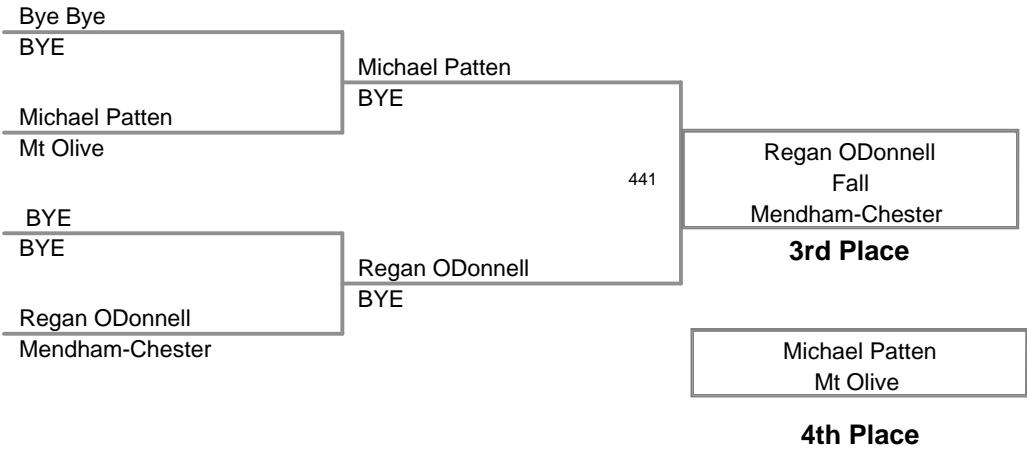 Bye Bye
BYE
Michael Patten
BYE
Michael Patten
Mt Olive
441
Regan ODonnell
Fall
Mendham-Chester
3rd Place
BYE
BYE
Regan ODonnell
BYE
Regan ODonnell
Mendham-Chester
Michael Patten
Mt Olive
4th Place